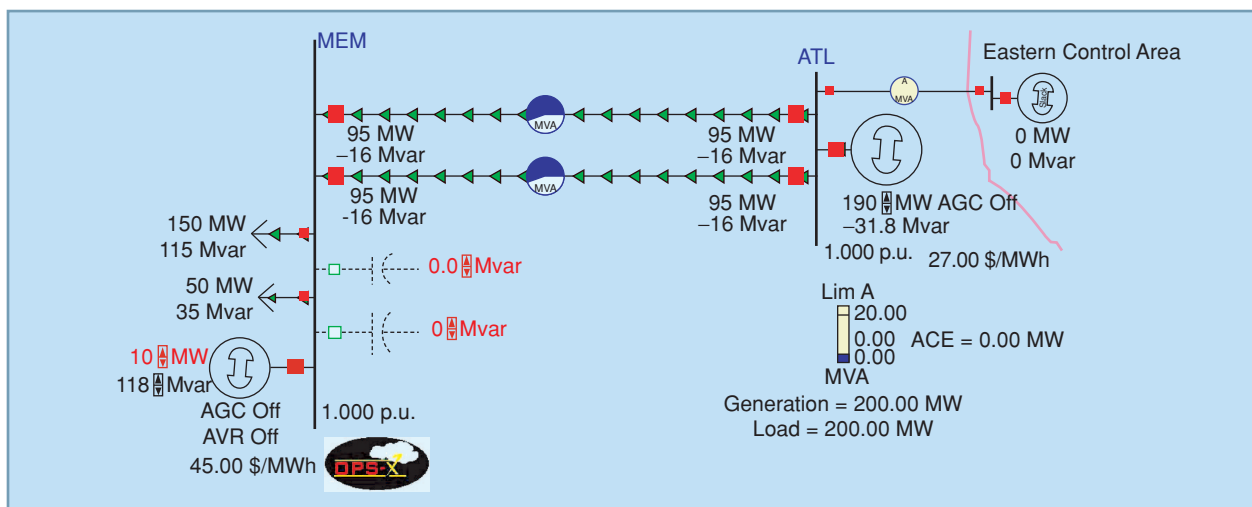 MEM
ATL
Eastern Control Area
A
MVA
Slack
0 MW
0 Mvar
MVA
95 MW
–16 Mvar
95 MW
–16 Mvar
MVA
95 MW
-16 Mvar
95 MW
–16 Mvar
190 MW AGC Off
–31.8 Mvar
1.000 p.u.
27.00 $/MWh
150 MW
115 Mvar
0.0 Mvar
50 MW
35 Mvar
0 Mvar
10 MW
118 Mvar
AGC Off
AVR Off
45.00 $/MWh
1.000 p.u.
OPS-X
Lim A
20.00
0.00
0.00
MVA
ACE = 0.00 MW
Generation = 200.00 MW
Load = 200.00 MW